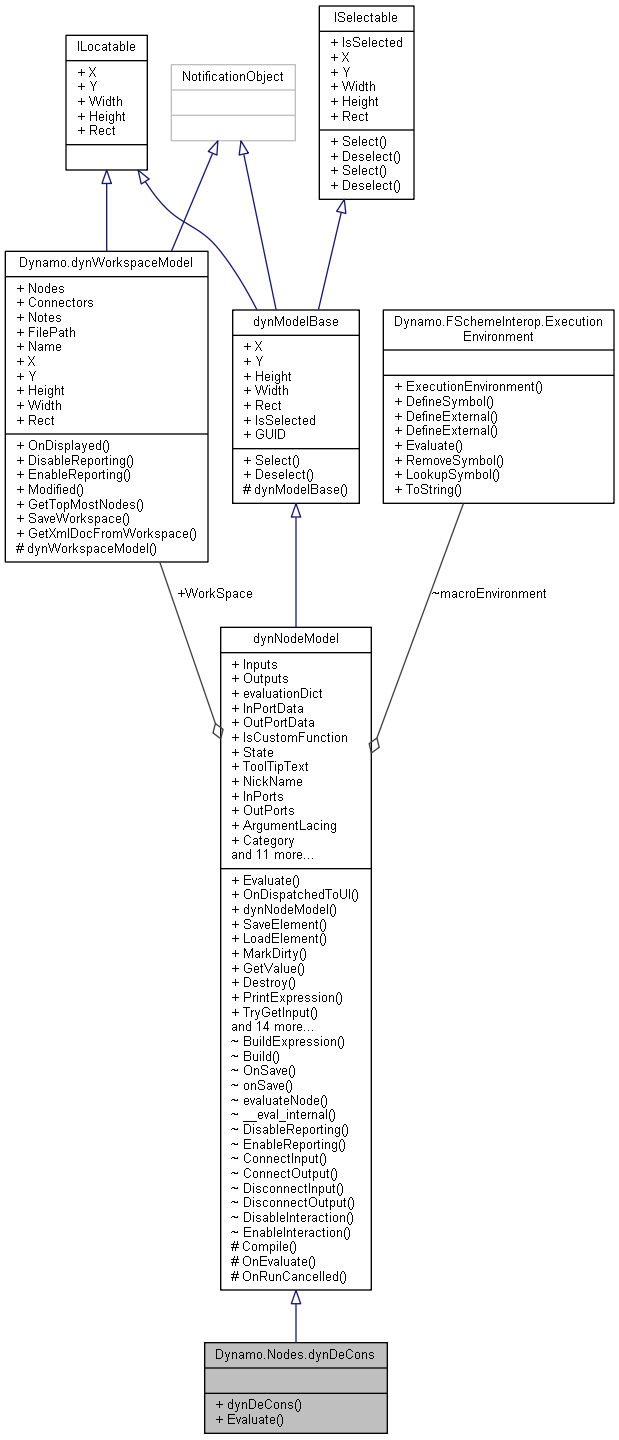 ISelectable
+ IsSelected
+ X
+ Y
+ Width
+ Height
+ Rect
+ Select()
+ Deselect()
+ Select()
+ Deselect()
ILocatable
+ X
+ Y
+ Width
+ Height
+ Rect
NotificationObject
Dynamo.dynWorkspaceModel
+ Nodes
+ Connectors
+ Notes
+ FilePath
+ Name
+ X
+ Y
+ Height
+ Width
+ Rect
+ OnDisplayed()
+ DisableReporting()
+ EnableReporting()
+ Modified()
+ GetTopMostNodes()
+ SaveWorkspace()
+ GetXmlDocFromWorkspace()
# dynWorkspaceModel()
dynModelBase
+ X
+ Y
+ Height
+ Width
+ Rect
+ IsSelected
+ GUID
+ Select()
+ Deselect()
# dynModelBase()
Dynamo.FSchemeInterop.Execution
Environment
+ ExecutionEnvironment()
+ DefineSymbol()
+ DefineExternal()
+ DefineExternal()
+ Evaluate()
+ RemoveSymbol()
+ LookupSymbol()
+ ToString()
+WorkSpace
~macroEnvironment
dynNodeModel
+ Inputs
+ Outputs
+ evaluationDict
+ InPortData
+ OutPortData
+ IsCustomFunction
+ State
+ ToolTipText
+ NickName
+ InPorts
+ OutPorts
+ ArgumentLacing
+ Category
and 11 more...
+ Evaluate()
+ OnDispatchedToUI()
+ dynNodeModel()
+ SaveElement()
+ LoadElement()
+ MarkDirty()
+ GetValue()
+ Destroy()
+ PrintExpression()
+ TryGetInput()
and 14 more...
~ BuildExpression()
~ Build()
~ OnSave()
~ onSave()
~ evaluateNode()
~ __eval_internal()
~ DisableReporting()
~ EnableReporting()
~ ConnectInput()
~ ConnectOutput()
~ DisconnectInput()
~ DisconnectOutput()
~ DisableInteraction()
~ EnableInteraction()
# Compile()
# OnEvaluate()
# OnRunCancelled()
Dynamo.Nodes.dynDeCons
+ dynDeCons()
+ Evaluate()